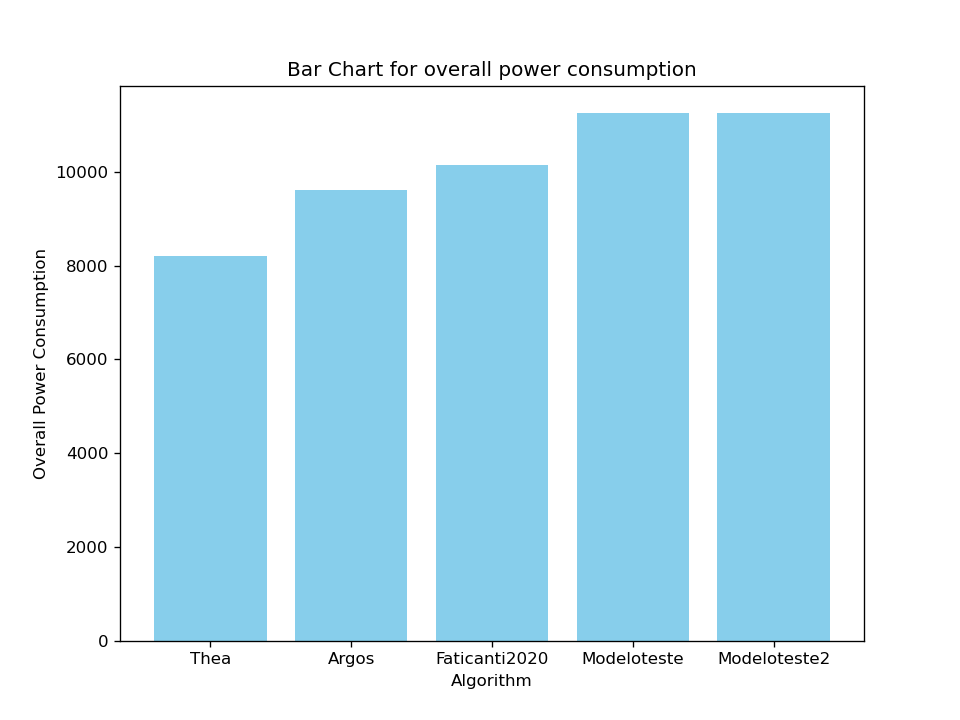 Bar Chart for overall power consumption
Overall Power Consumption
10000
8000
6000
4000
2000
0
Thea Argos Faticanti2020 Modeloteste Modeloteste2
Algorithm